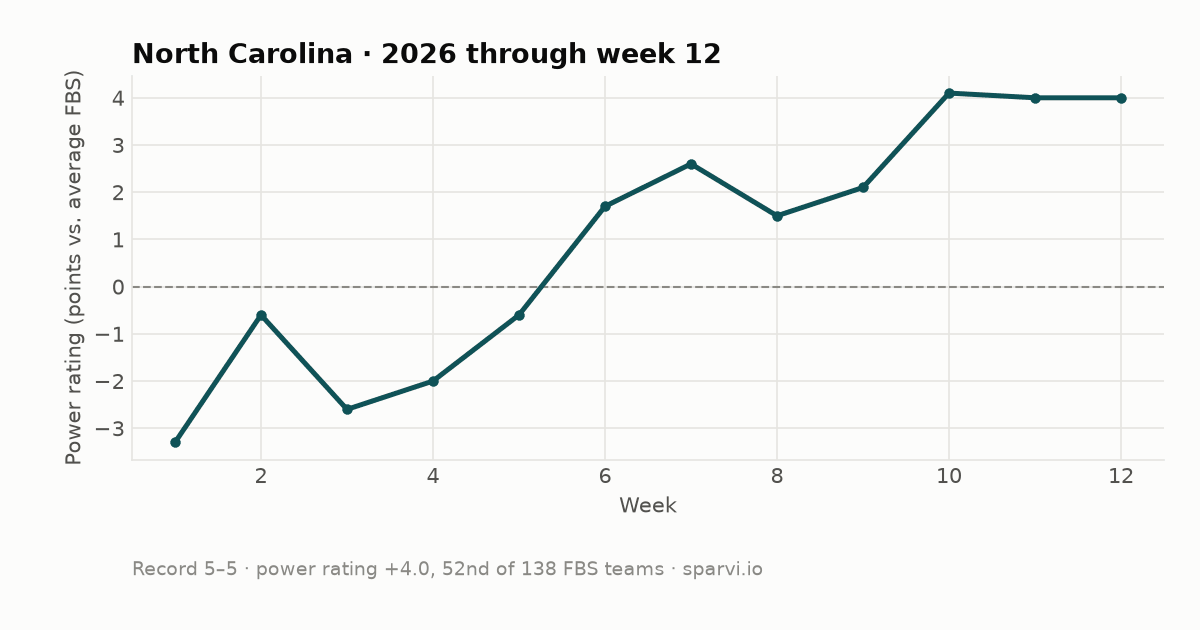 North Carolina · 2026 through week 12
Power rating (points vs. average FBS)
4
3
2
1
0
−1
−2
−3
2 4 6 8 10 12
Week
Record 5–5 · power rating +4.0, 52nd of 138 FBS teams · sparvi.io